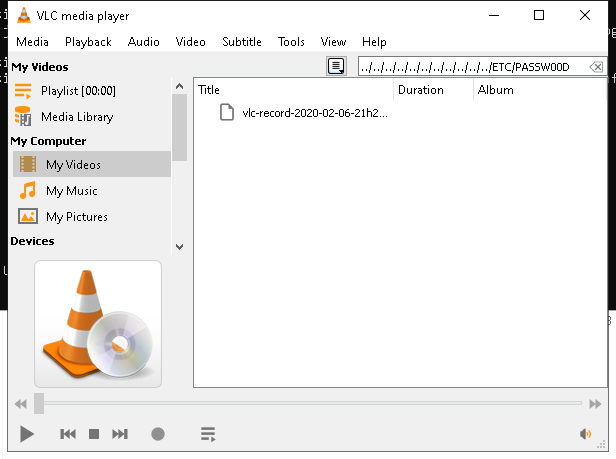 VLC media player
Media Playback Audio Video Subtitle Tools View Help
My Videos
../../../../../../../../../../../ETC/PASSW00D
Playlist [00:00]
Media Library
My Computer
My Videos
My Music
My Pictures
Devices
Title Duration Album
vlc-record-2020-02-06-21h2...